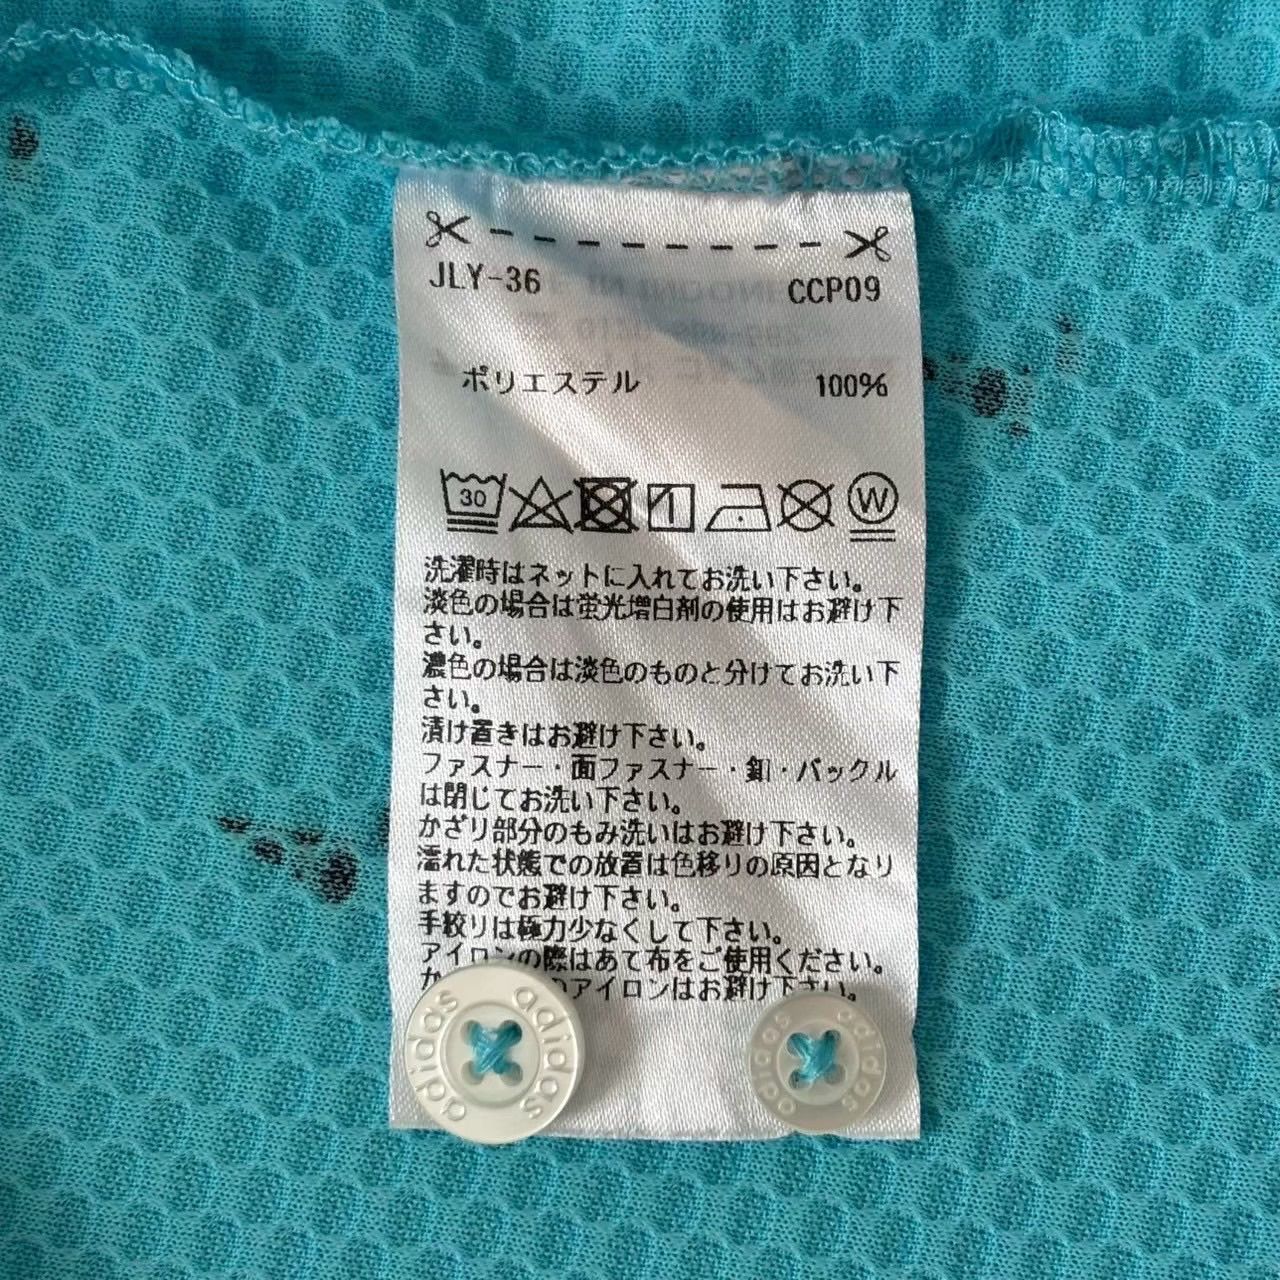 JLY-36 CCP09
ポリエステル 100%
30 W
洗濯時はネットに入れてお洗い下さい。
淡色の場合は蛍光増白剤の使用はお避け下
さい。
濃色の場合は淡色のものと分けてお洗い下
さい。
漬け置きはお避け下さい。
ファスナー・面ファスナー・釦・バックル
は閉じてお洗い下さい。
かざり部分のもみ洗いはお避け下さい。
濡れた状態での放置は色移りの原因となり
ますのでお避け下さい。
手絞りは極力少なくして下さい。
アイロンの際はあて布をご使用ください。
か のアイロンはお避け下さい。
adidas adidas
adidas adidas